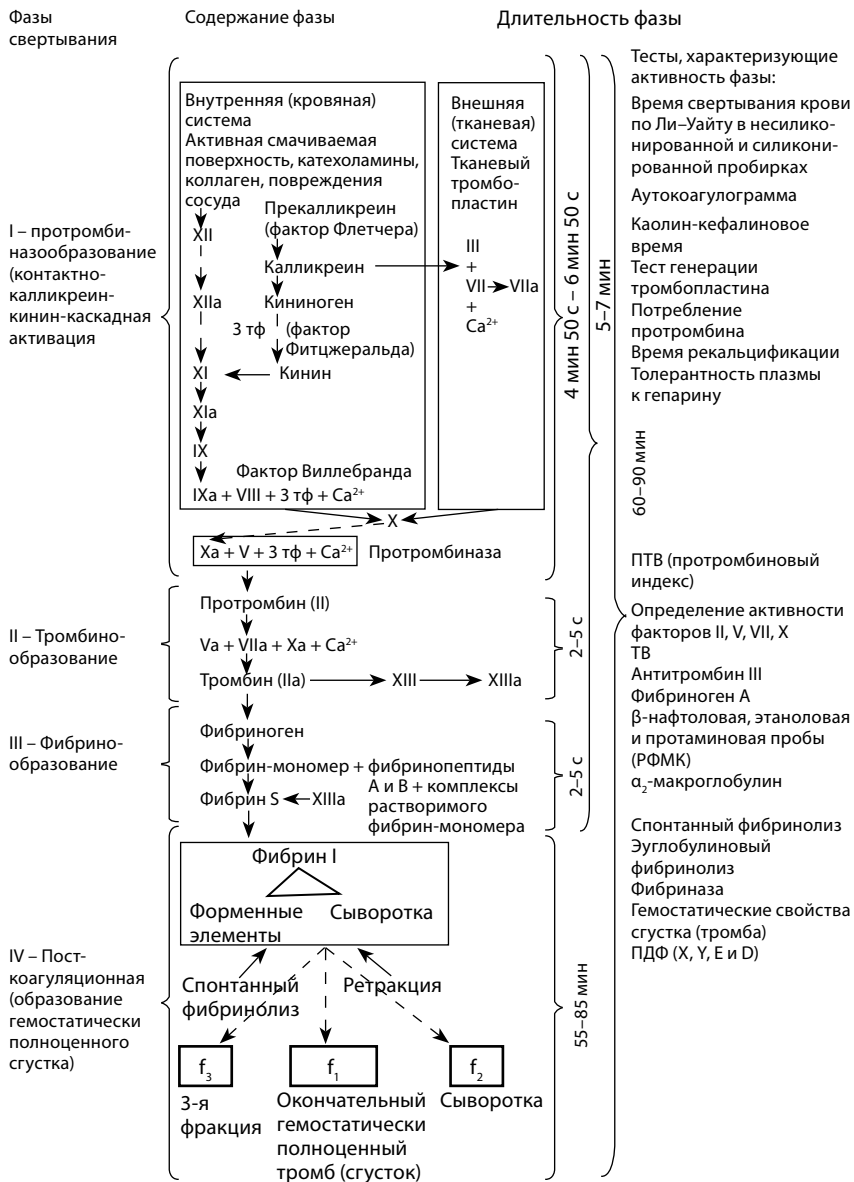 Фазы
свертывания
Содержание фазы
Длительность фазы
I – протромби-
назообразование
(контактно-
калликреин-
кинин-каскадная
активация
Внутренняя (кровяная)
система
Активная смачиваемая
поверхность, катехоламины,
коллаген, повреждения
сосуда
Прекалликреин
(фактор Флетчера)
XII
Калликреин
XIIa
Кининоген
3 тф (фактор
Фитцжеральда)
XI
Кинин
XIa
IX
Фактор Виллебранда
IXa + VIII + 3 тф + Ca²⁺
Внешняя
(тканевая)
система
Тканевый
тромбо-
пластин
III
+
VII VIIa
+
Ca²⁺
X
Xa + V + 3 тф + Ca²⁺
Протромбиназа
4 мин 50 с – 6 мин 50 с
5–7 мин
60–90 мин
II – Тромбино-
образование
Протромбин (II)
Va + VIIa + Xa + Ca²⁺
Тромбин (IIa) XIII XIIIa
2–5 с
III – Фибрино-
образование
Фибриноген
Фибрин-мономер + фибринопептиды
А и В + комплексы
растворимого
фибрин-мономера
Фибрин S XIIIa
2–5 с
IV – Пост-
коагуляционная
(образование
гемостатически
полноценного
сгустка)
Фибрин I
Форменные
элементы
Сыворотка
Спонтанный
фибринолиз
Ретракция
f₃
f₁
f₂
3-я
фракция
Окончательный
гемостатически
полноценный
тромб (сгусток)
Сыворотка
55–85 мин
Тесты, характеризующие
активность фазы:
Время свертывания крови
по Ли–Уайту в несилико-
нированной и силикони-
рованной пробирках
Аутокоагулограмма
Каолин-кефалиновое
время
Тест генерации
тромбопластина
Потребление
протромбина
Время рекальцификации
Толерантность плазмы
к гепарину
ПТВ (протромбиновый
индекс)
Определение активности
факторов II, V, VII, X
ТВ
Антитромбин III
Фибриноген А
β-нафтоловая, этаноловая
и протаминовая пробы
(РФМК)
α₂-макроглобулин
Спонтанный фибринолиз
Эуглобулиновый
фибринолиз
Фибриназа
Гемостатические свойства
сгустка (тромба)
ПДФ (X, Y, E и D)